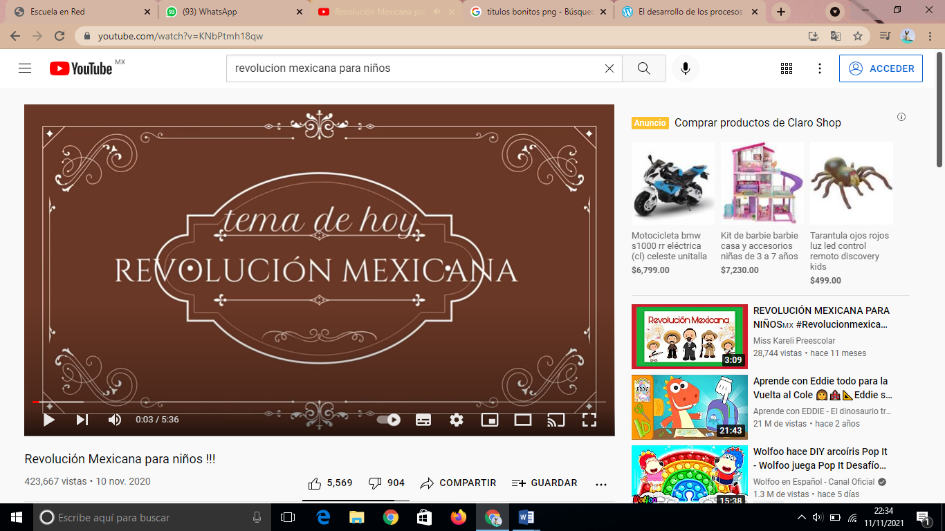 Escuela en Red
(93) WhatsApp
Revolución Mexicana pa
titulos bonitos png - Búsque
El desarrollo de los procesos
youtube.com/watch?v=KNbPtmh18qw
YouTube MX
revolucion mexicana para niños
ACCEDER
tema de hoy
REVOLUCIÓN MEXICANA
0:03 / 5:36
Revolución Mexicana para niños !!!
423,667 vistas • 10 nov. 2020
5,569
904
COMPARTIR
GUARDAR
Anuncio Comprar productos de Claro Shop
Motocicleta bmw
s1000 rr eléctrica
(cl) celeste unitalla
$6,799.00
Kit de barbie barbie
casa y accesorios
niñas de 3 a 7 años
$7,230.00
Tarantula ojos rojos
luz led control
remoto discovery
kids
$499.00
Revolución Mexicana
3:09
REVOLUCIÓN MEXICANA PARA
NIÑOS MX #Revolucionmexica...
Miss Kareli Preescolar
28,744 vistas • hace 11 meses
21:43
Aprende con Eddie todo para la
Vuelta al Cole 👩🏫📐Eddie s...
Aprende con EDDIE - El dinosaurio tr...
21 M de vistas • hace 2 años
15:38
Wolfoo hace DIY arcoíris Pop It
- Wolfoo juega Pop It Desafío...
Wolfoo en Español - Canal Oficial
1.3 M de vistas • hace 5 días
Escribe aquí para buscar
22:34
11/11/2021
1